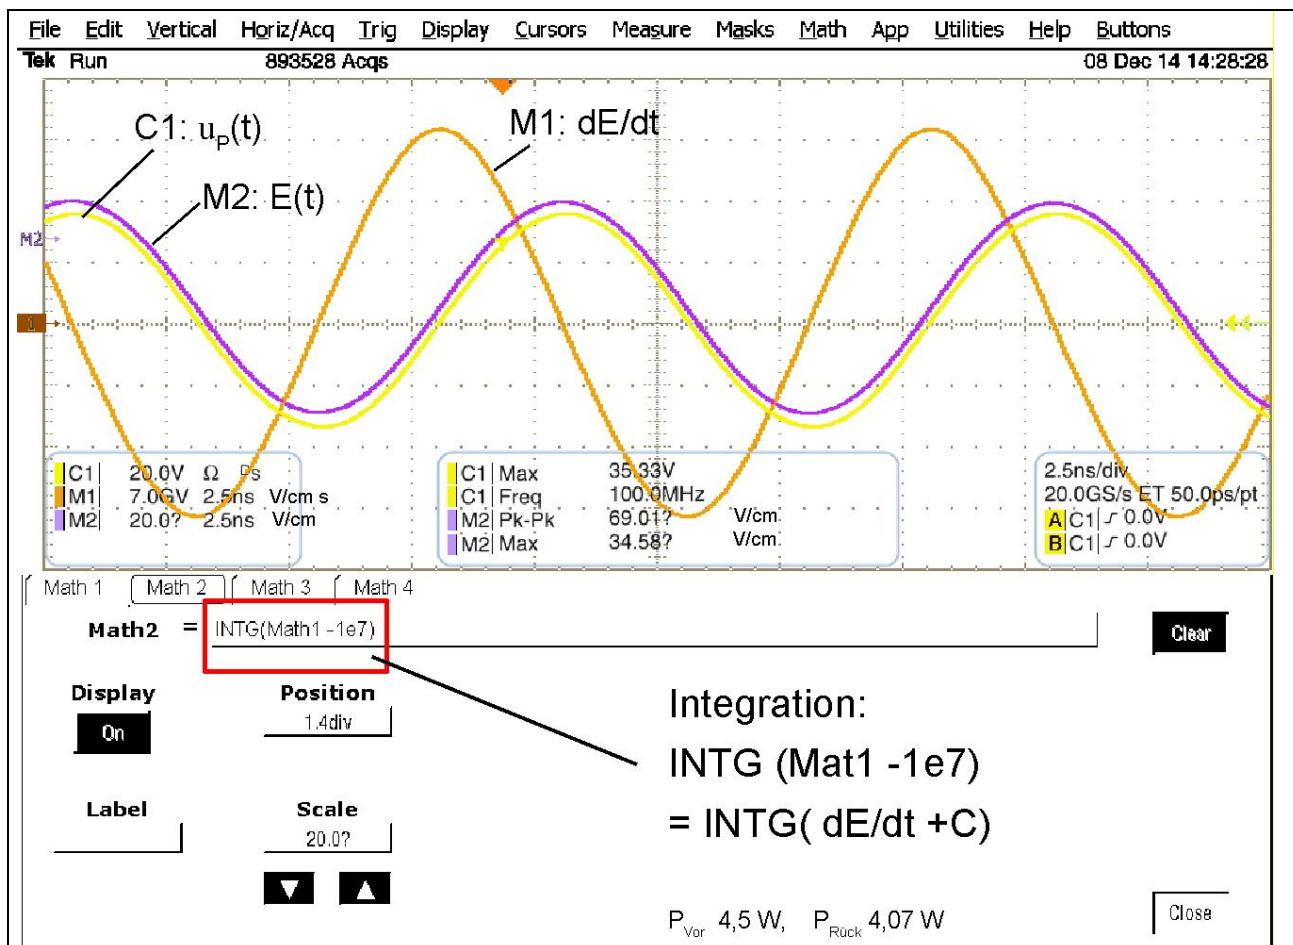 File Edit Vertical Horiz/Acq Trig Display Cursors Measure Masks Math App Utilities Help Buttons
Tek Run 893528 Acqs 08 Dec 14 14:28:28
C1: uP(t)
M1: dE/dt
M2: E(t)
M2
1
C1 20.0V Ω
M1 7.0GV 2.5ns V/cm s
M2 20.0? 2.5ns V/cm
C1 Max 35.33V
C1 Freq 100.0MHz
M2 Pk-Pk 69.01? V/cm
M2 Max 34.58? V/cm
2.5ns/div
20.0GS/s ET 50.0ps/pt
A C1 0.0V
B C1 0.0V
Math 1 Math 2 Math 3 Math 4
Math2 = INTG(Math1 -1e7)
Clear
Display
On
Position
1.4div
Label
Scale
20.0?
Integration:
INTG (Mat1 -1e7)
= INTG( dE/dt +C)
PVor 4,5 W, PRück 4,07 W
Close